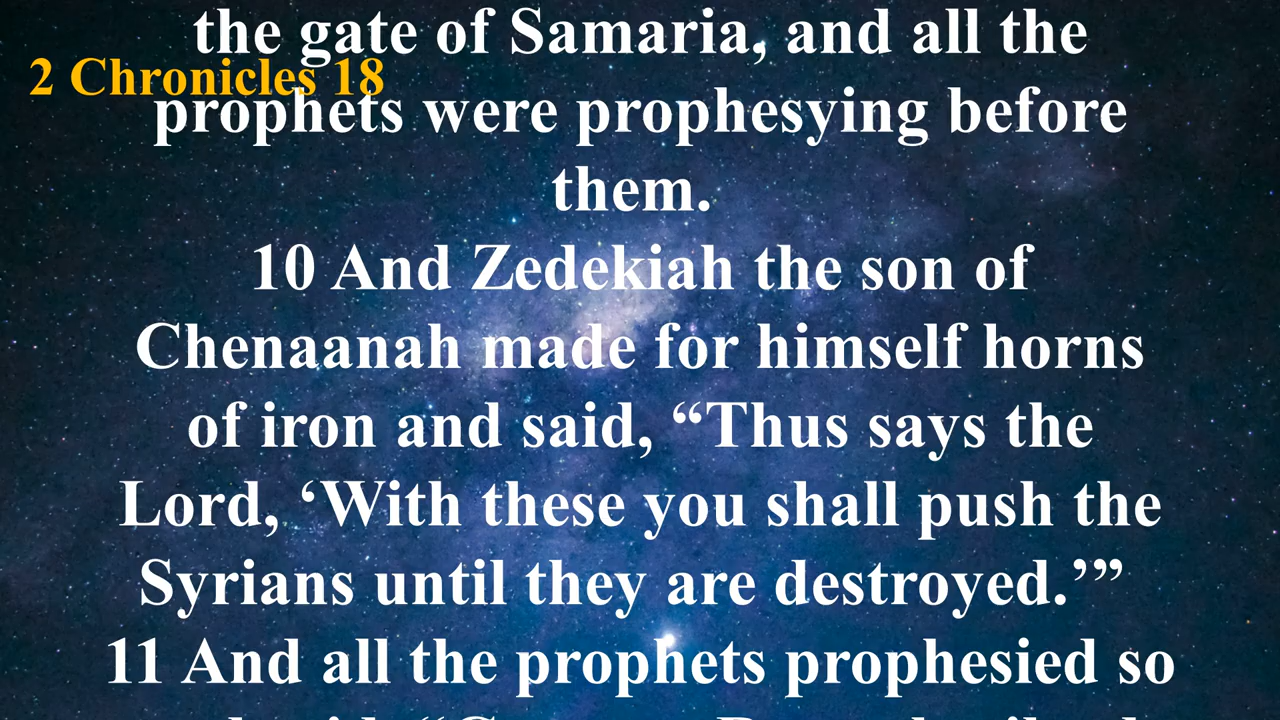 the gate of Samaria, and all the
2 Chronicles 18
prophets were prophesying before
them.
10 And Zedekiah the son of
Chenaanah made for himself horns
of iron and said, “Thus says the
Lord, ‘With these you shall push the
Syrians until they are destroyed.’”
11 And all the prophets prophesied so